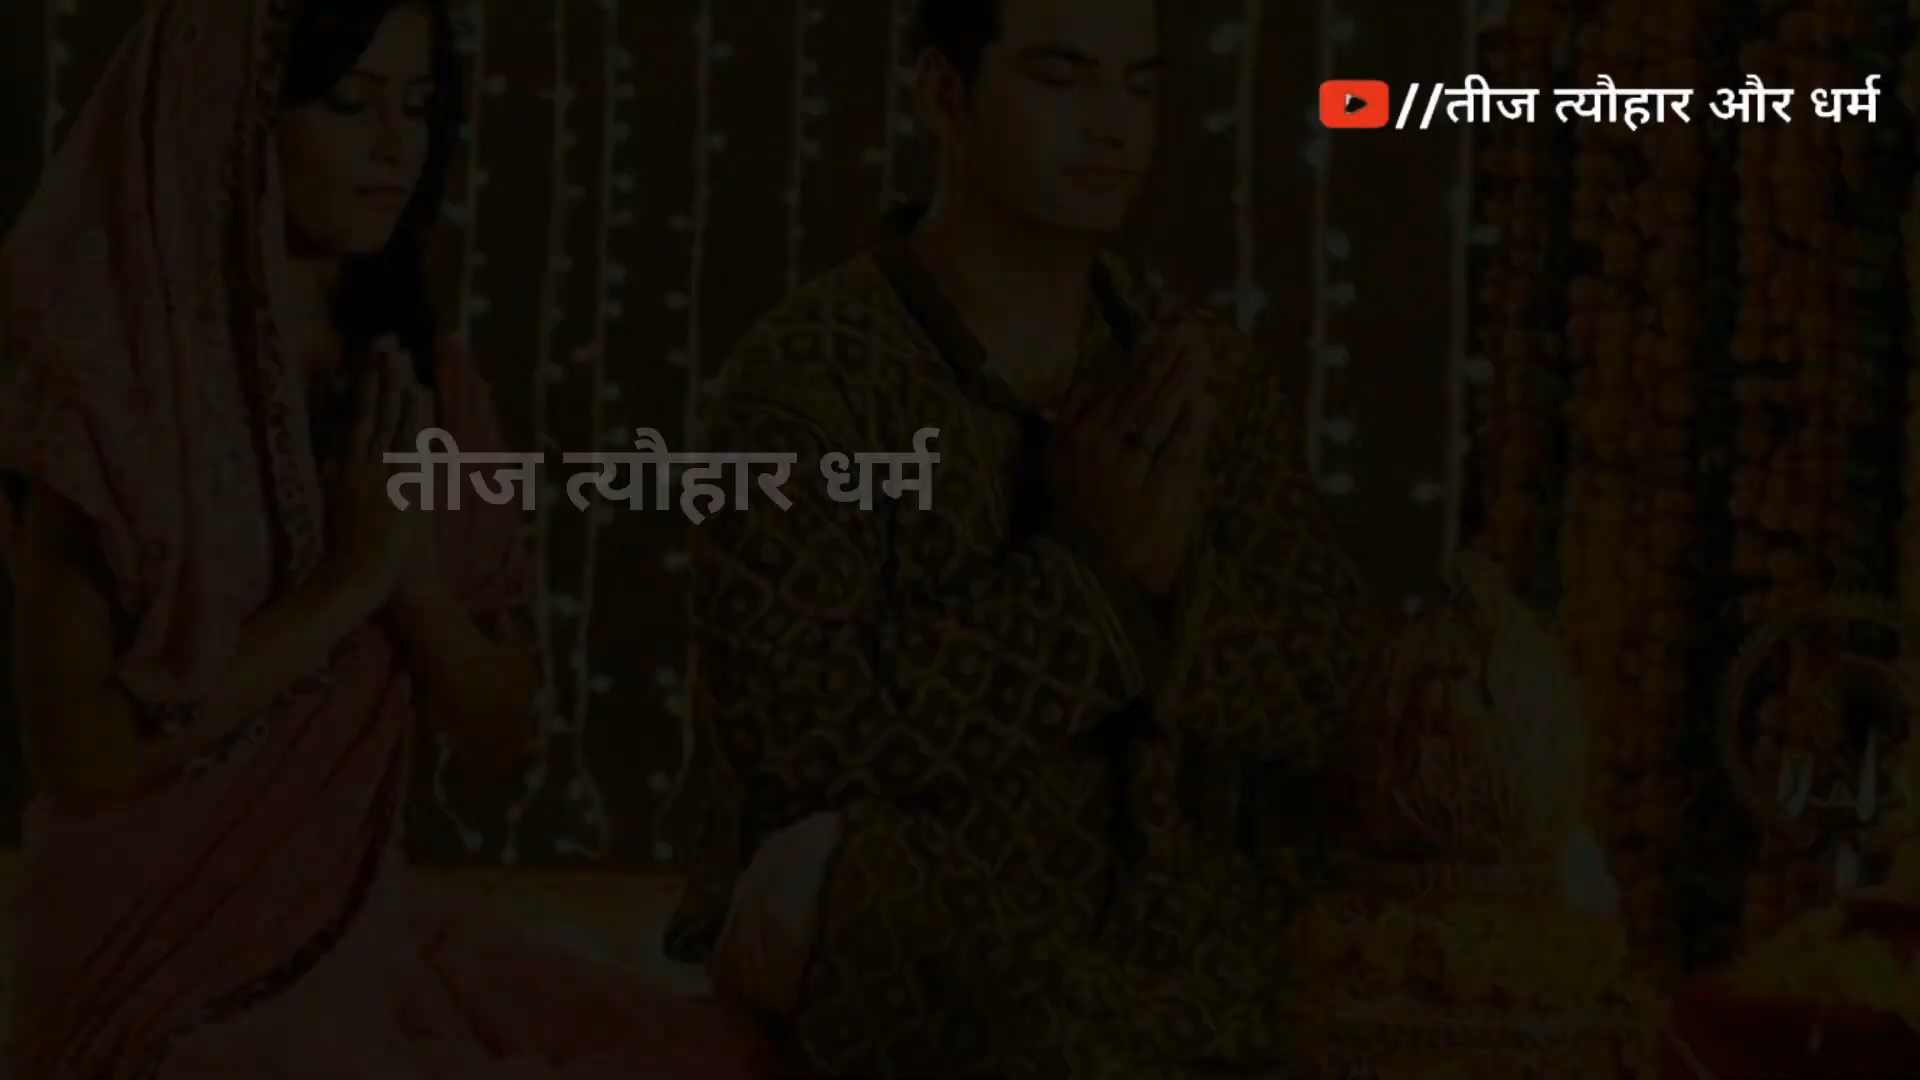 //तीज त्यौहार और धर्म
तीज त्यौहार धर्म